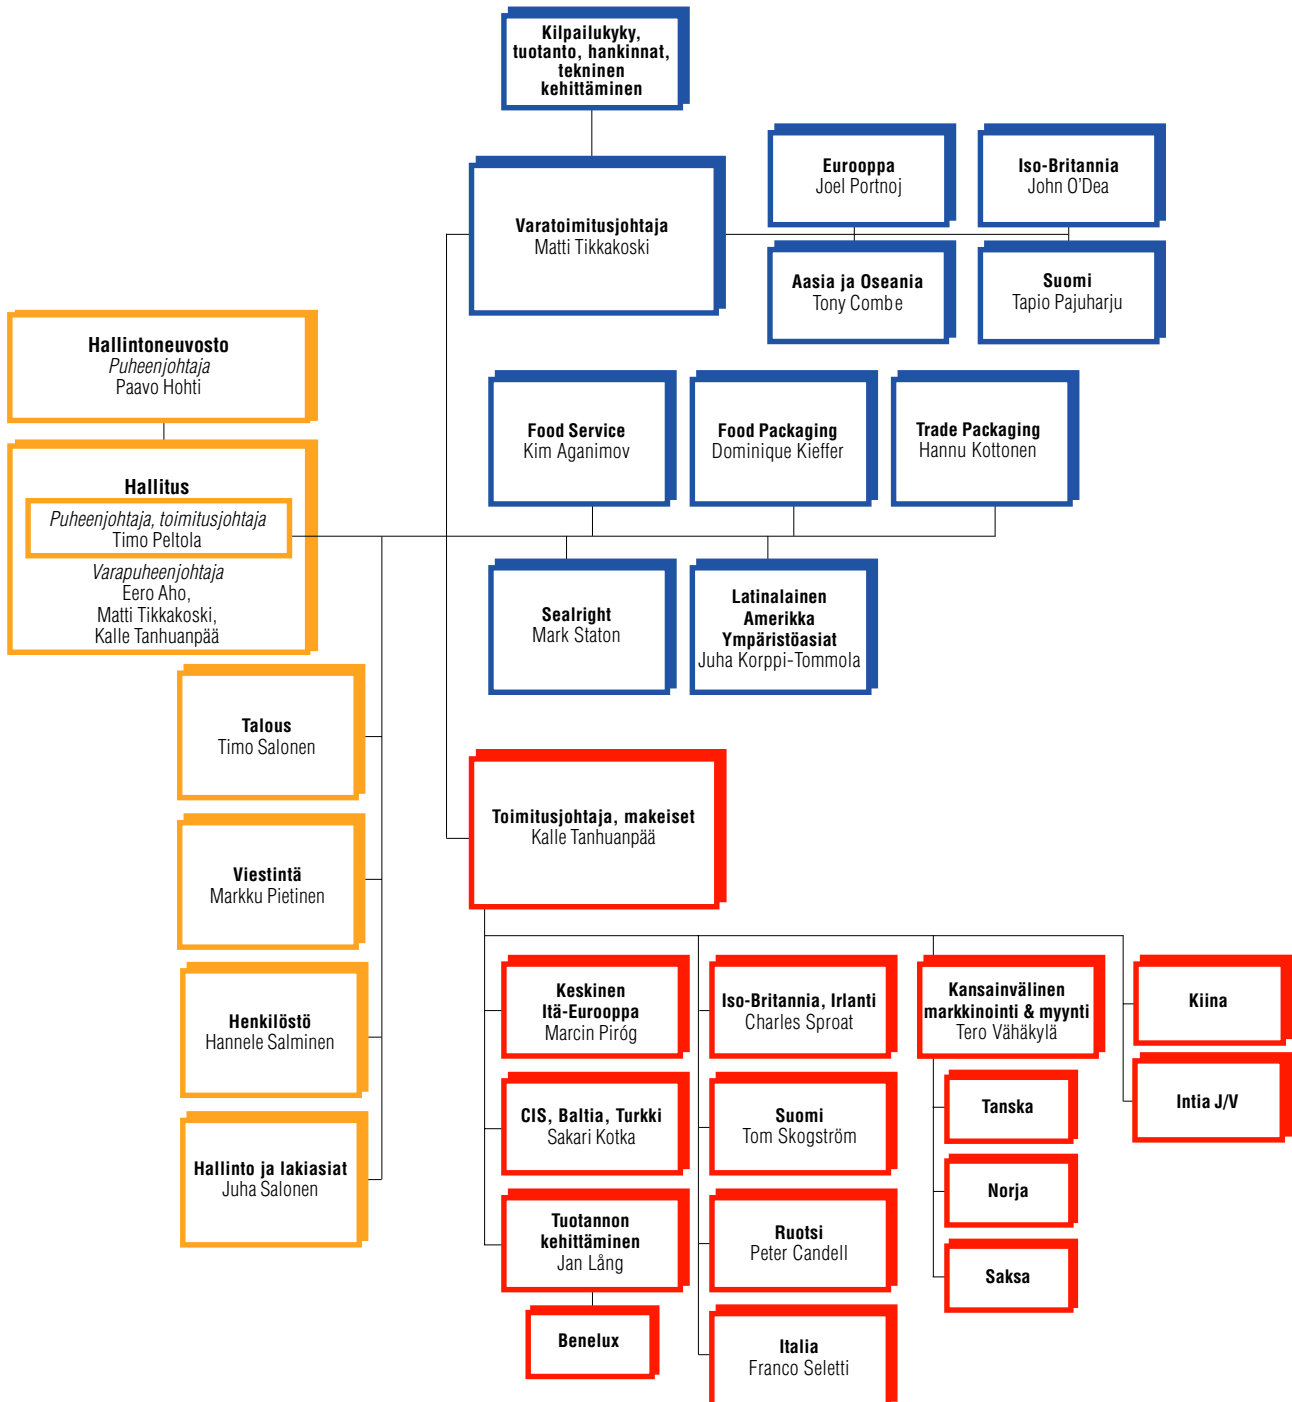 Kilpailukyky,
tuotanto, hankinnat,
tekninen
kehittäminen
Varatoimitusjohtaja
Matti Tikkakoski
Eurooppa
Joel Portnoj
Iso-Britannia
John O'Dea
Aasia ja Oseania
Tony Combe
Suomi
Tapio Pajuharju
Hallintoneuvosto
Puheenjohtaja
Paavo Hohti
Hallitus
Puheenjohtaja, toimitusjohtaja
Timo Peltola
Varapuheenjohtaja
Eero Aho,
Matti Tikkakoski,
Kalle Tanhuanpää
Food Service
Kim Aganimov
Food Packaging
Dominique Kieffer
Trade Packaging
Hannu Kottonen
Sealright
Mark Staton
Latinalainen
Amerikka
Ympäristöasiat
Juha Korppi-Tommola
Talous
Timo Salonen
Viestintä
Markku Pietinen
Henkilöstö
Hannele Salminen
Hallinto ja lakiasiat
Juha Salonen
Toimitusjohtaja, makeiset
Kalle Tanhuanpää
Keskinen
Itä-Eurooppa
Marcin Piróg
CIS, Baltia, Turkki
Sakari Kotka
Tuotannon
kehittäminen
Jan Lång
Benelux
Iso-Britannia, Irlanti
Charles Sproat
Suomi
Tom Skogström
Ruotsi
Peter Candell
Italia
Franco Seletti
Kansainvälinen
markkinointi & myynti
Tero Vähäkylä
Tanska
Norja
Saksa
Kiina
Intia J/V